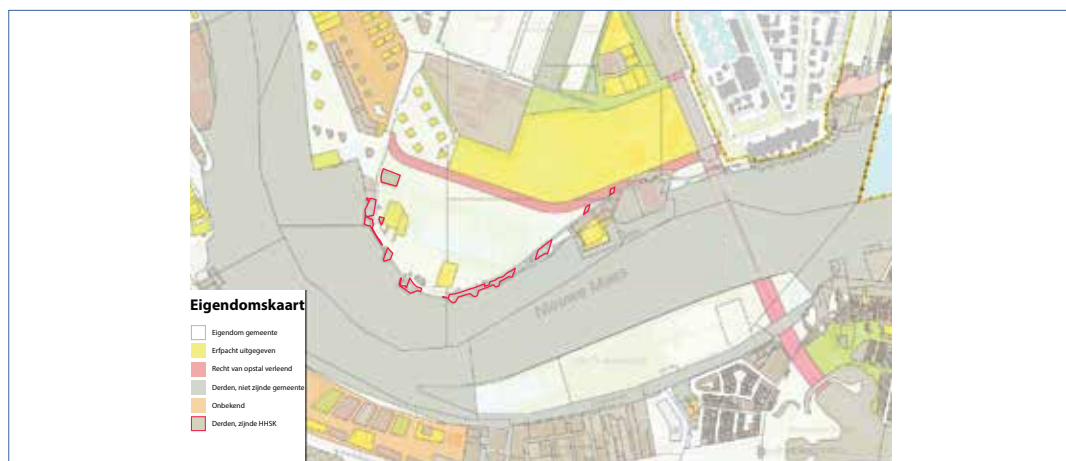 Nieuwe Maas
Eigendomskaart
Eigendom gemeente
Erfpacht uitgegeven
Recht van opstal verleend
Derden, niet zijnde gemeente
Onbekend
Derden, zijnde HHSK